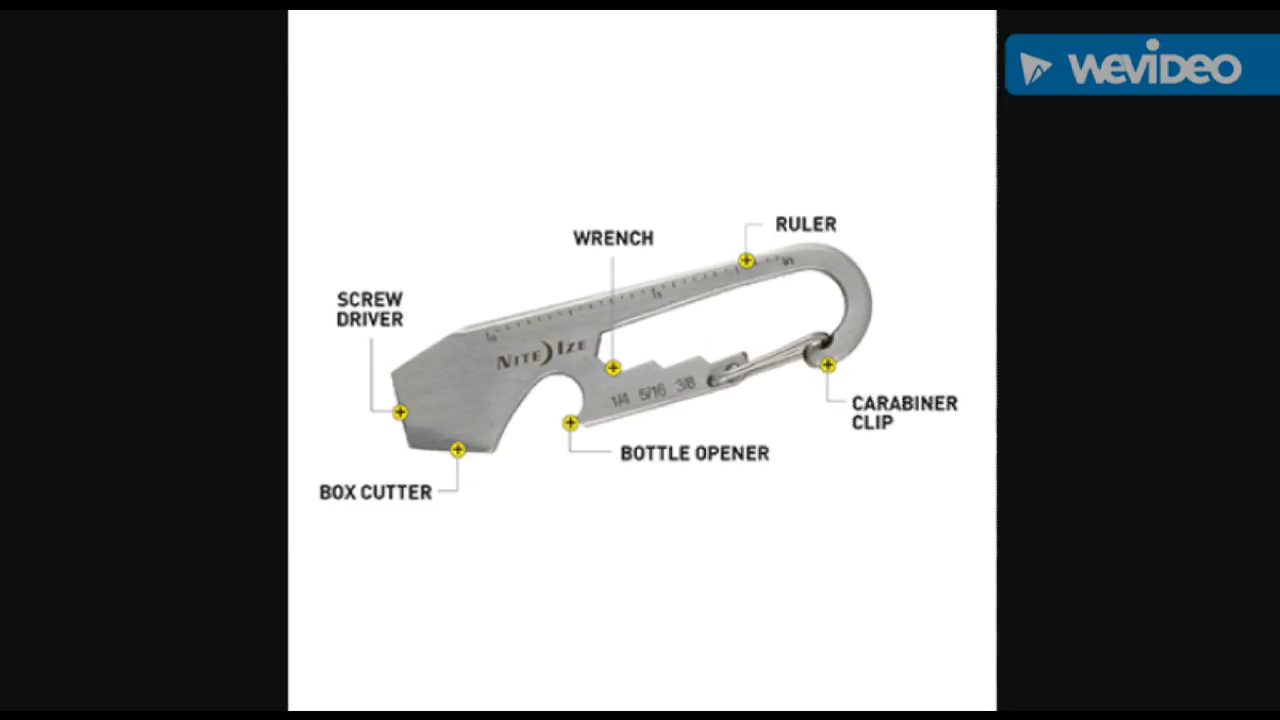 WEVIDEO
RULER
WRENCH
SCREW
DRIVER
in
NITE IZE
1/4 5/16 3/8
CARABINER
CLIP
BOTTLE OPENER
BOX CUTTER